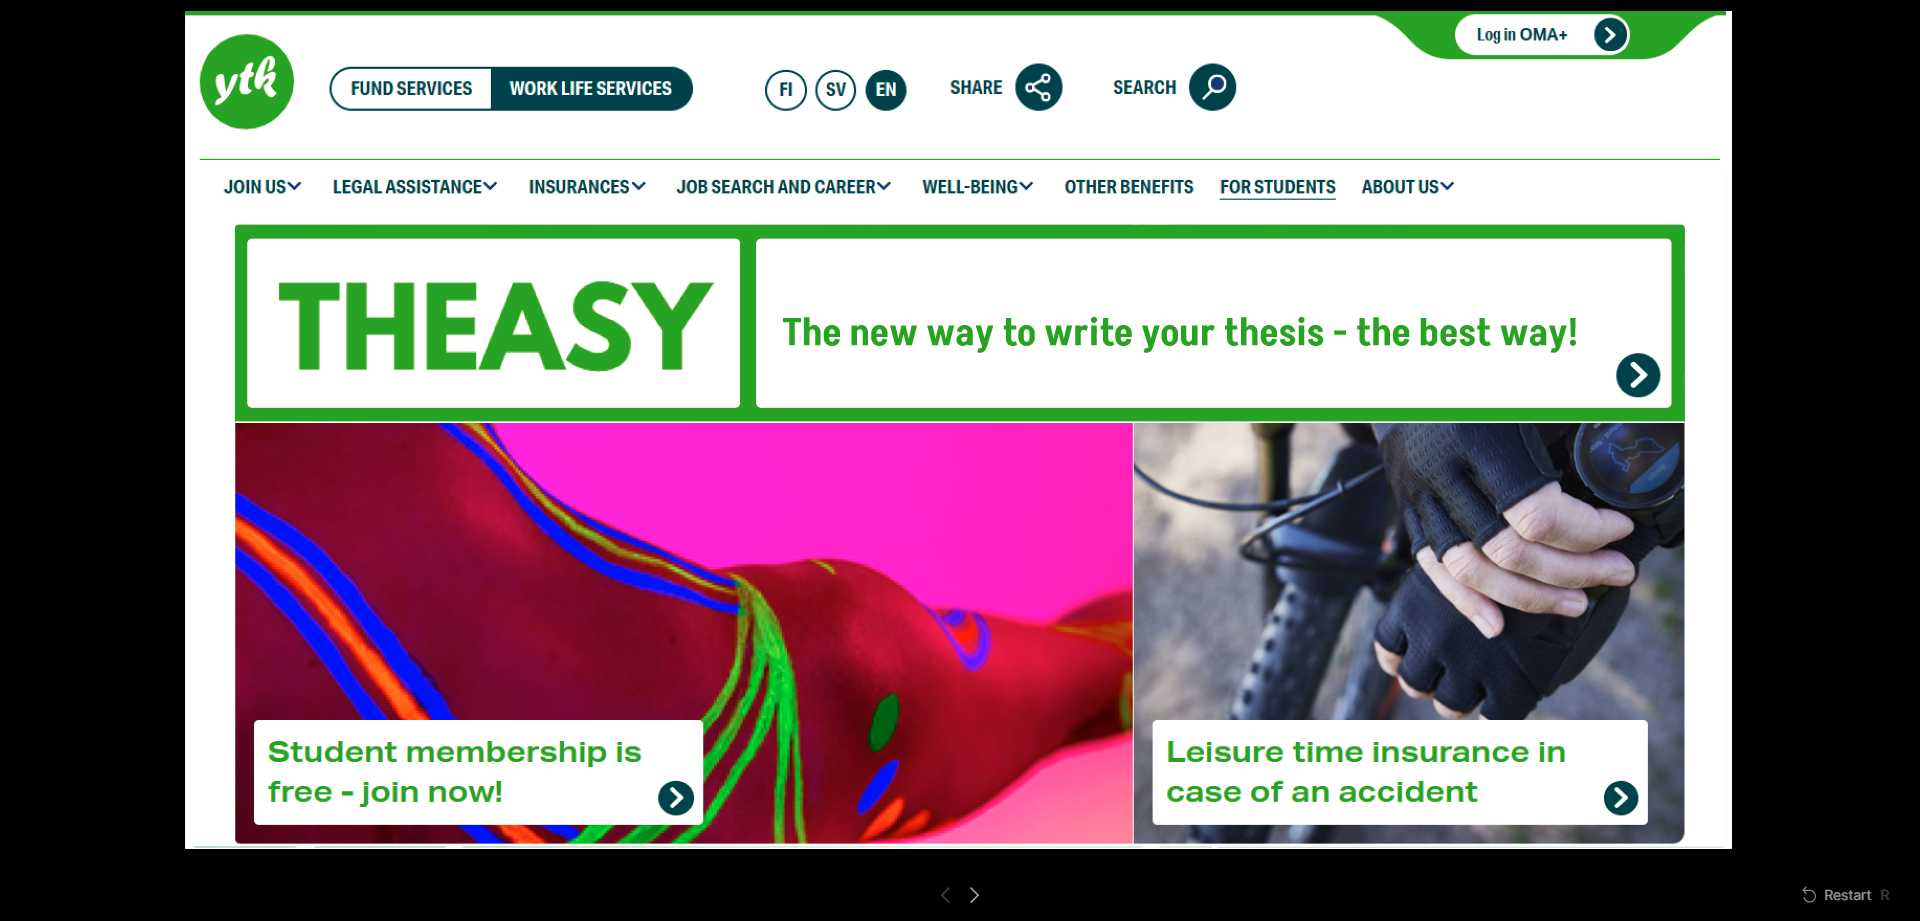 Log in OMA+
ytk
FUND SERVICES WORK LIFE SERVICES
FI SV EN
SHARE
SEARCH
JOIN US LEGAL ASSISTANCE INSURANCES JOB SEARCH AND CAREER WELL-BEING OTHER BENEFITS FOR STUDENTS ABOUT US
THEASY
The new way to write your thesis - the best way!
Student membership is
free - join now!
Leisure time insurance in
case of an accident
Restart R